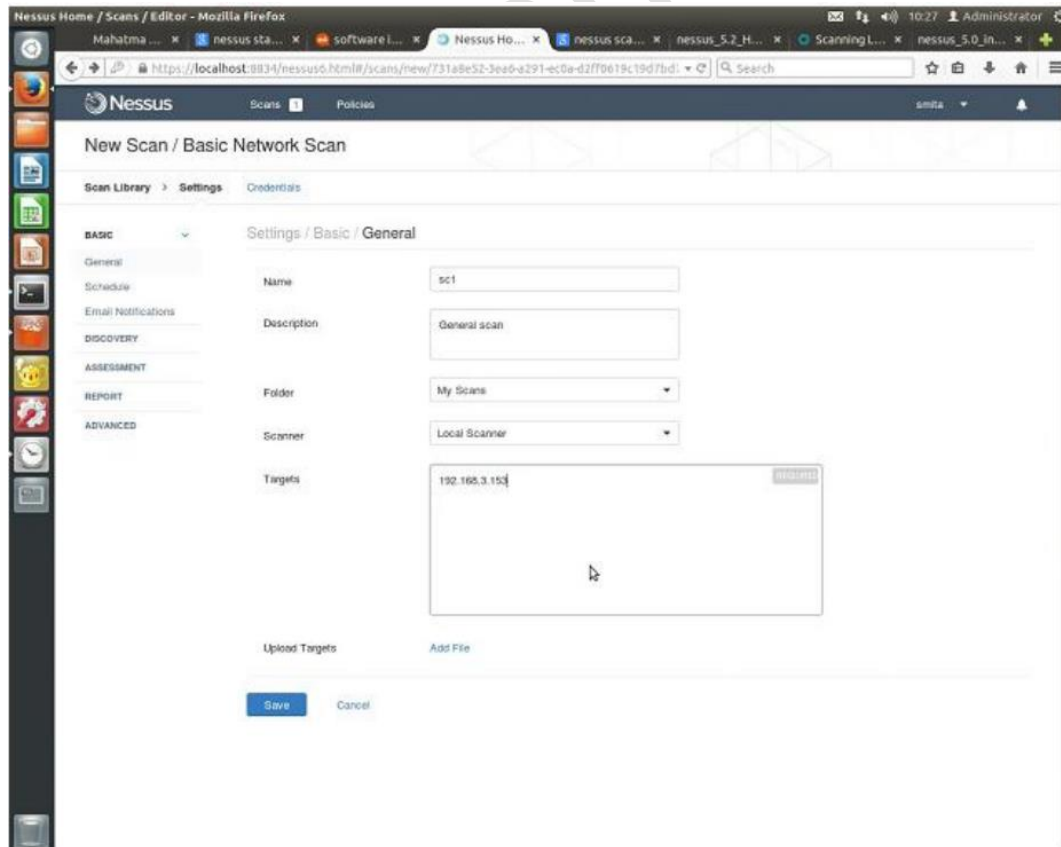 Nessus Home / Scans / Editor - Mozilla Firefox 10:27 Administrator
Mahatma ... nessus sta... software i... Nessus Ho... nessus sca... nessus_5.2_H... Scanning L... nessus_5.0_in...
https://localhost:8834/nessus6.html#/scans/new/731a8e52-3ea6-a291-ec0a-d2ff0619c19d7bd Search
Nessus Scans 1 Policies smita
New Scan / Basic Network Scan
Scan Library > Settings Credentials
BASIC
General
Schedule
Email Notifications
DISCOVERY
ASSESSMENT
REPORT
ADVANCED
Settings / Basic / General
Name sc1
Description General scan
Folder My Scans
Scanner Local Scanner
Targets 192.168.3.153
Upload Targets Add File
Save Cancel